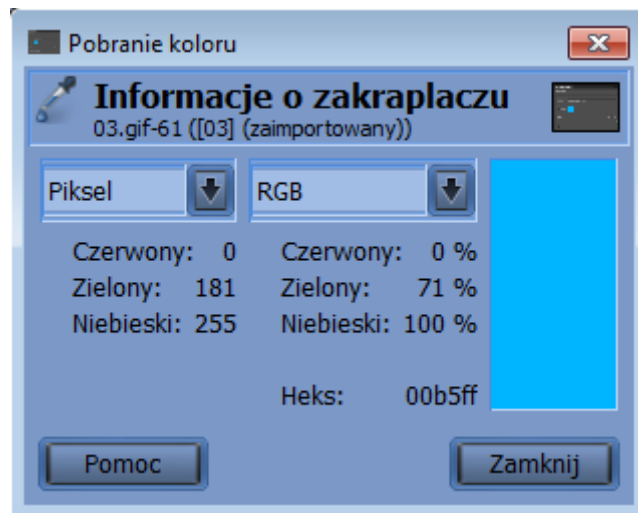 Pobranie koloru
Informacje o zakraplaczu
03.gif-61 ([03] (zaimportowany))
Piksel RGB
Czerwony: 0 Czerwony: 0 %
Zielony: 181 Zielony: 71 %
Niebieski: 255 Niebieski: 100 %
Heks: 00b5ff
Pomoc Zamknij